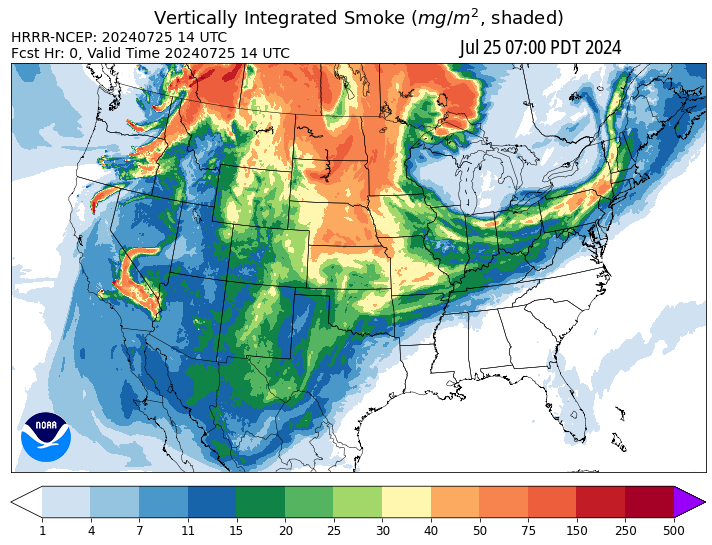 Vertically Integrated Smoke (mg/m², shaded)
HRRR-NCEP: 20240725 14 UTC
Fcst Hr: 0, Valid Time 20240725 14 UTC
Jul 25 07:00 PDT 2024
NOAA
1 4 7 11 15 20 25 30 40 50 75 150 250 500